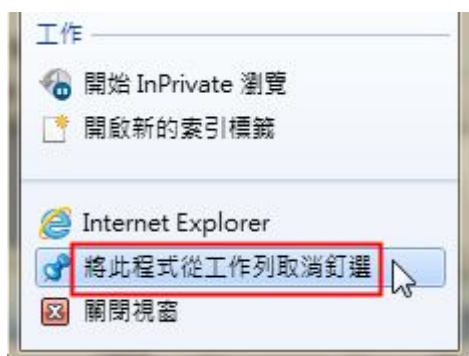 工作
開始 InPrivate 瀏覽
開啟新的索引標籤
Internet Explorer
將此程式從工作列取消釘選
關閉視窗